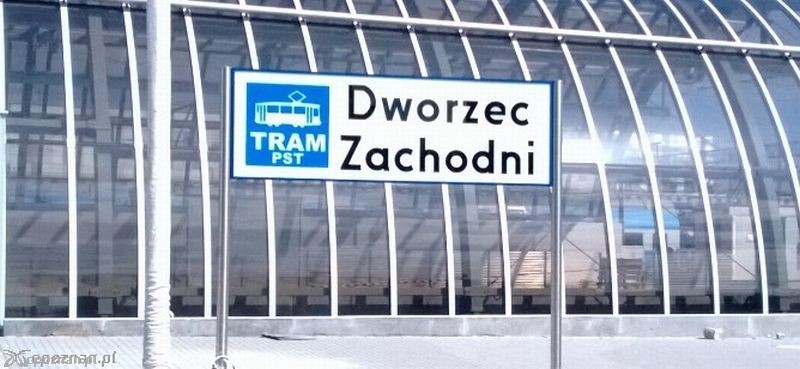 Dworzec
Zachodni
TRAM
PST
epoznan.pl